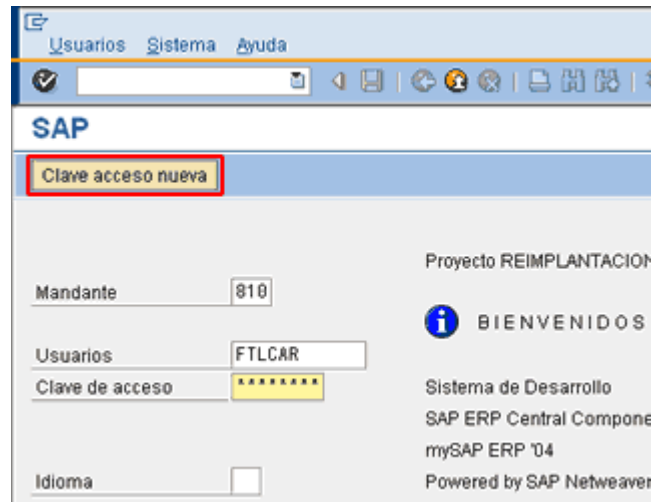 Usuarios Sistema Ayuda
SAP
Clave acceso nueva
Proyecto REIMPLANTACION
Mandante 810
BIENVENIDOS
Usuarios FTLCAR
Clave de acceso ********
Sistema de Desarrollo
SAP ERP Central Compone
mySAP ERP '04
Idioma
Powered by SAP Netweaver